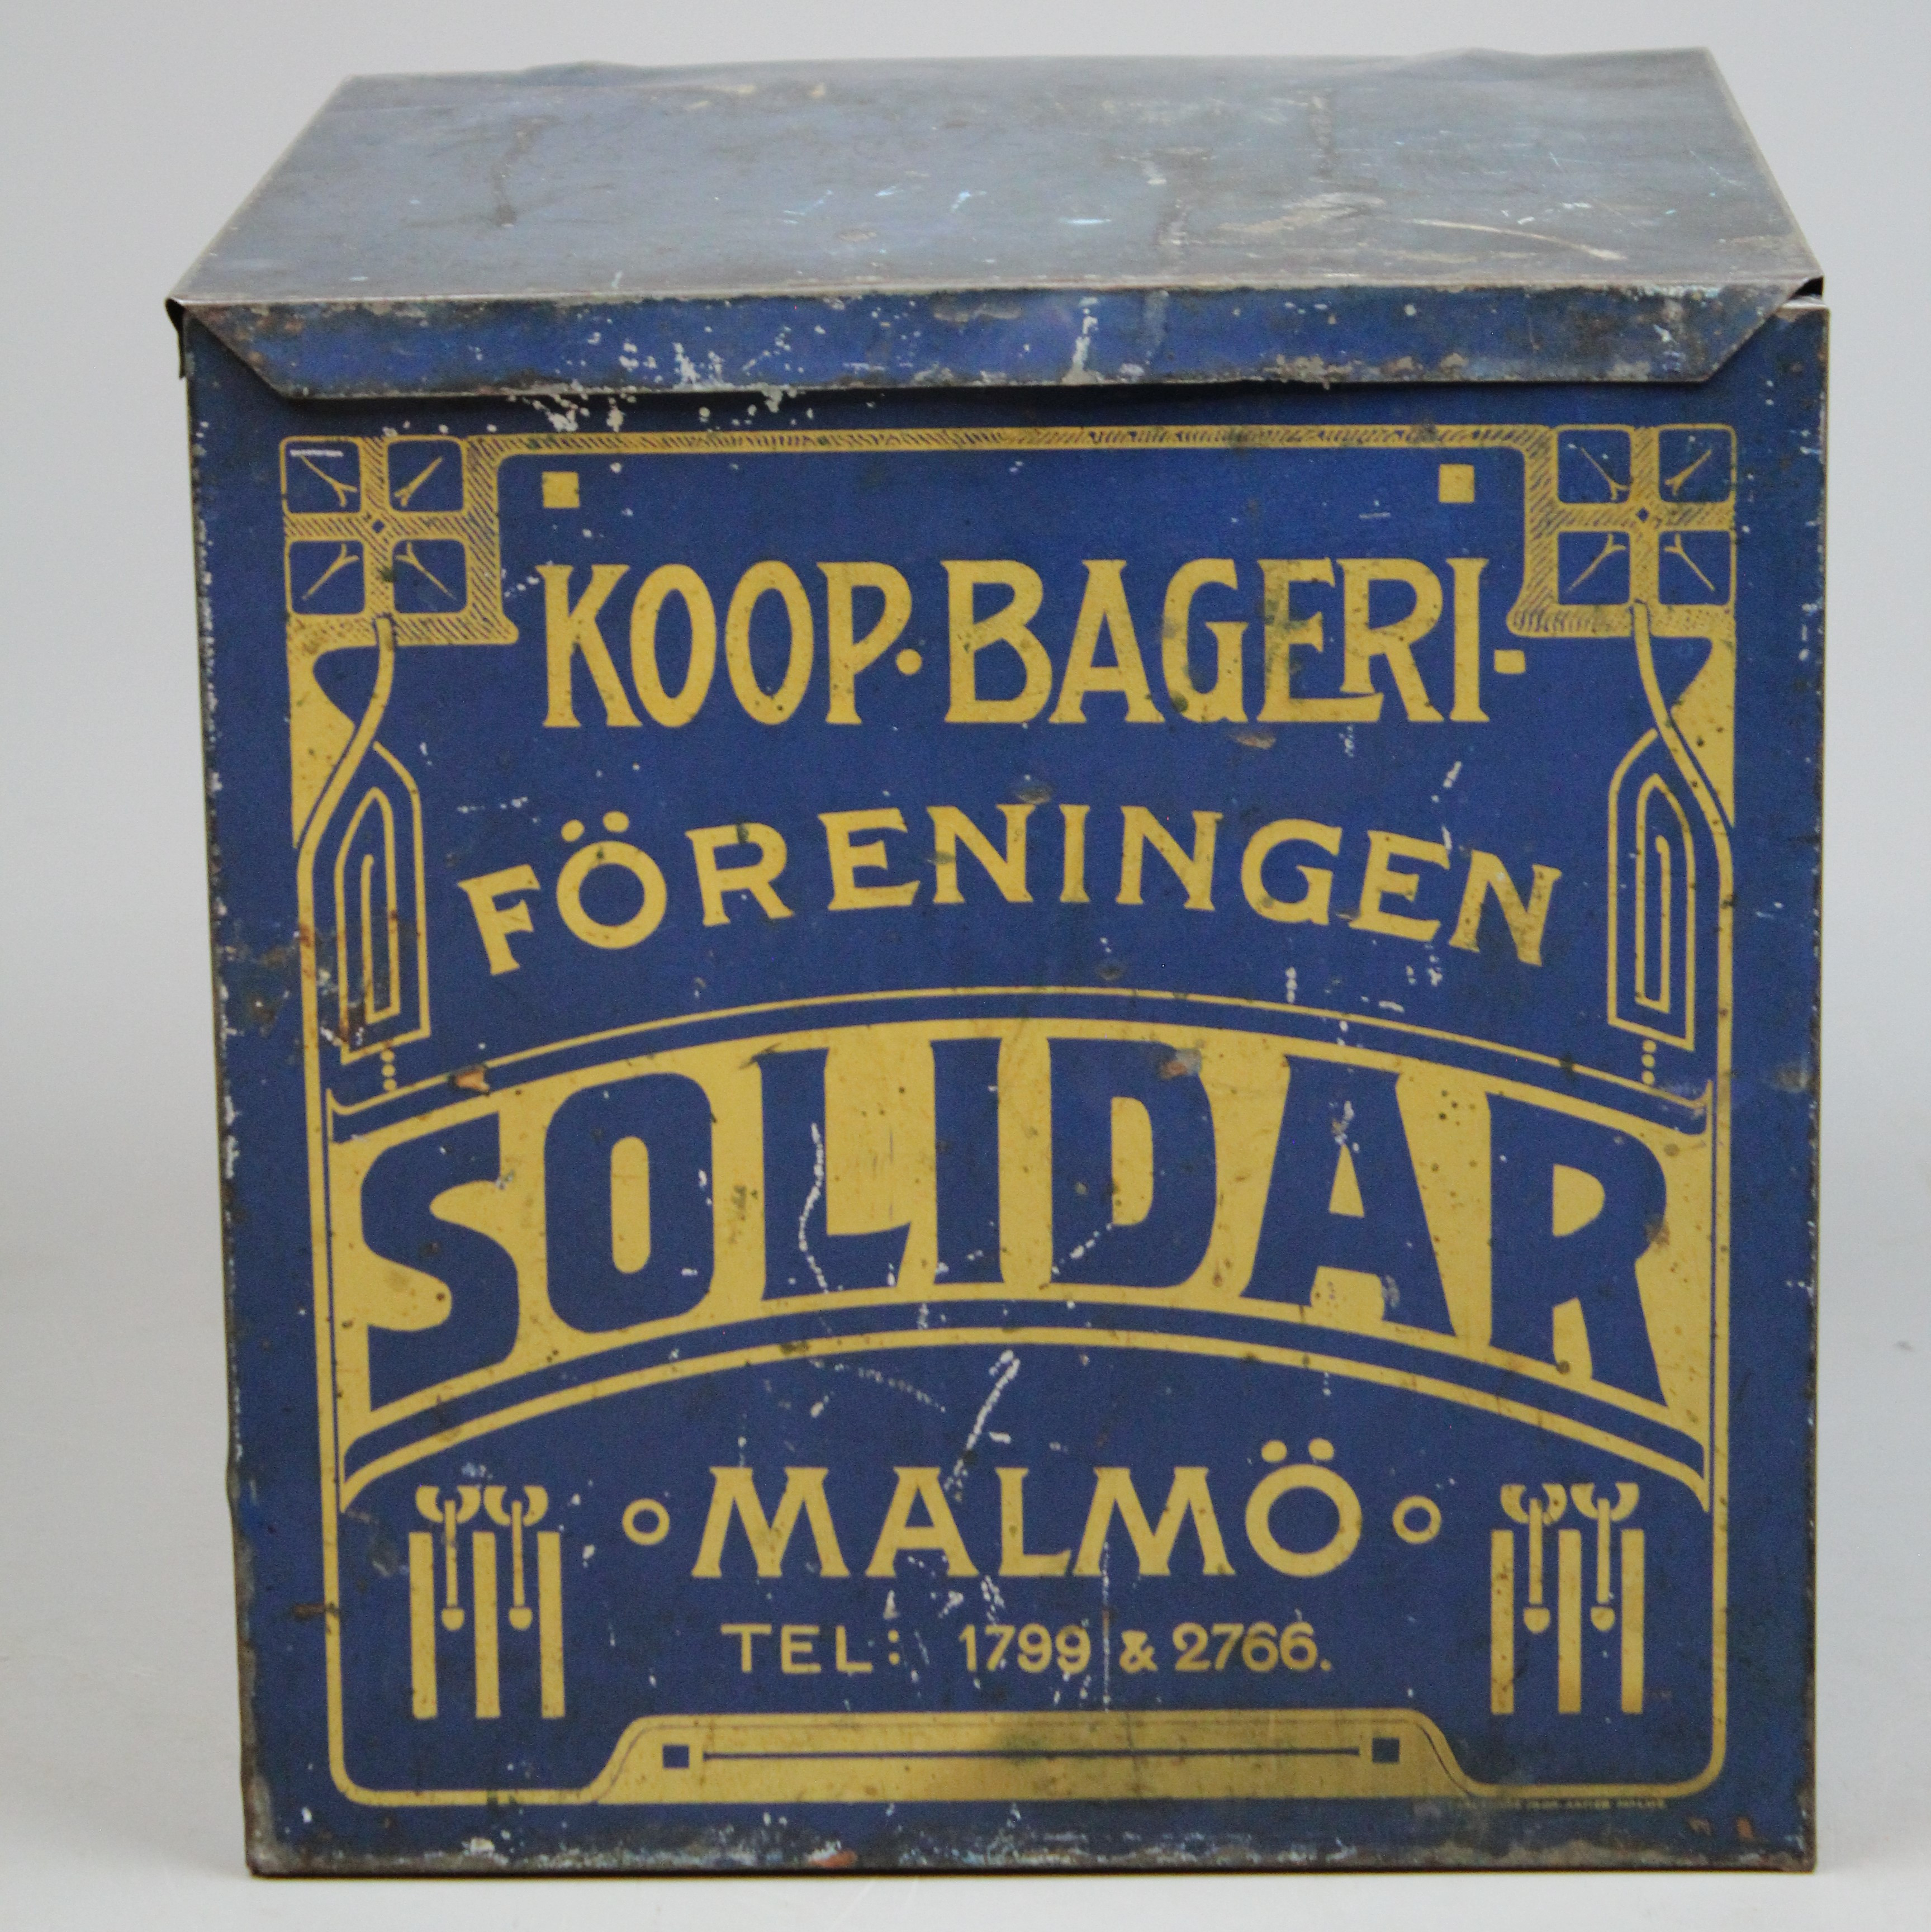 KOOP·BAGERI-
FÖRENINGEN
SOLIDAR
MALMÖ
TEL: 1799 & 2766.